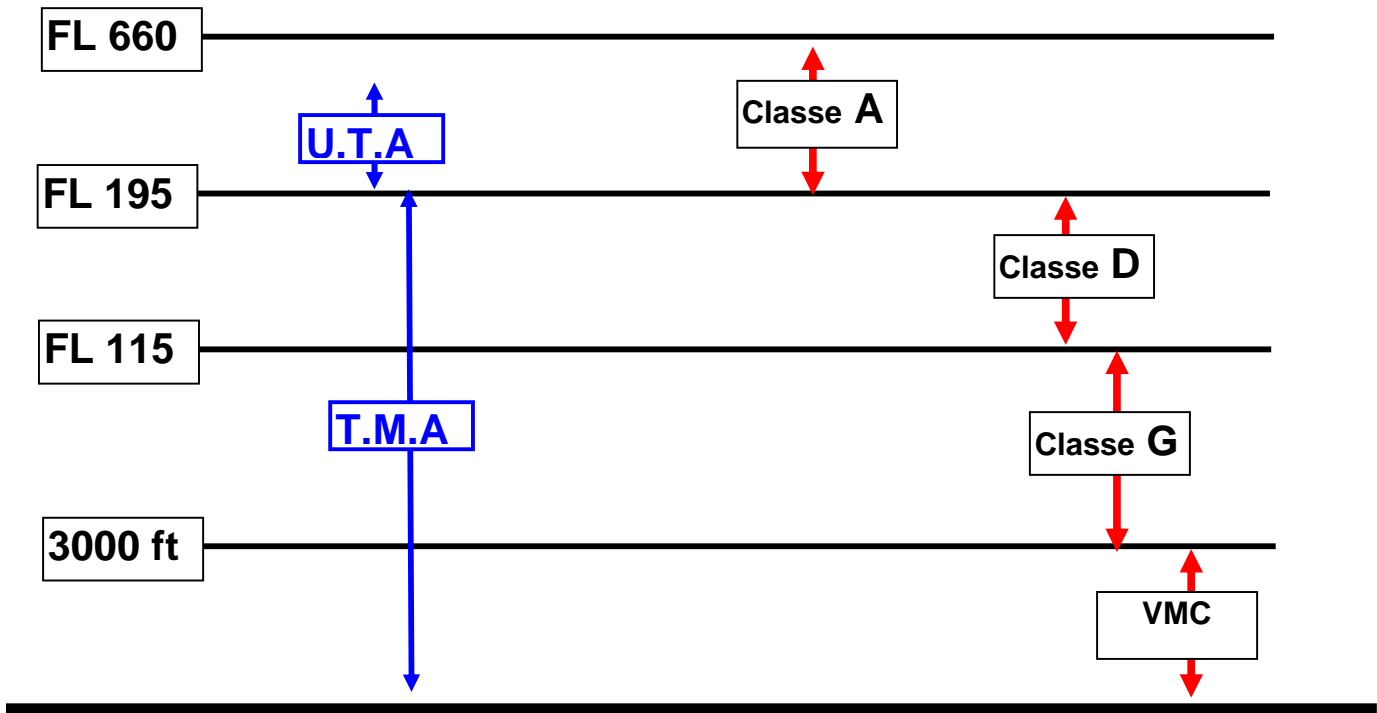 FL 660
Classe A
U.T.A
FL 195
Classe D
FL 115
T.M.A
Classe G
3000 ft
VMC